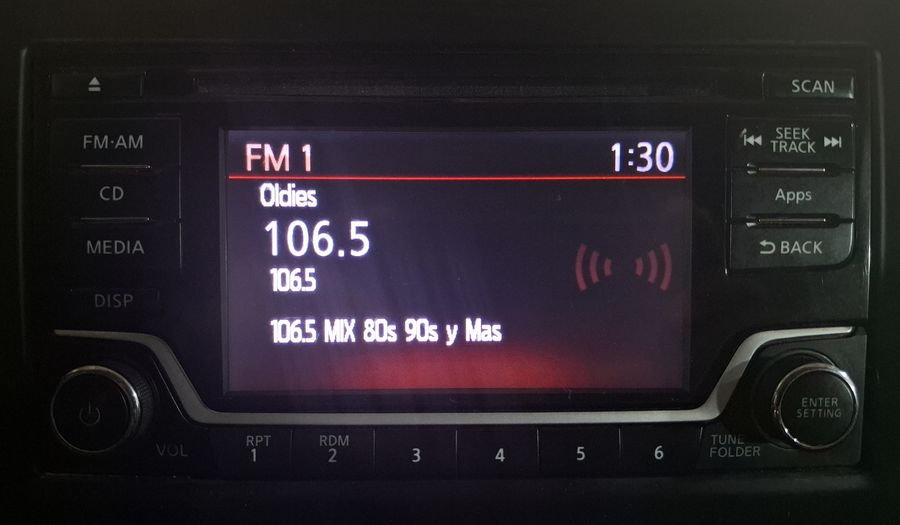 SCAN
FM·AM
CD
MEDIA
DISP
FM 1 1:30
Oldies
106.5
106.5
106.5 MIX 80s 90s y Mas
SEEK
TRACK
Apps
BACK
VOL
RPT
1
RDM
2
3
4
5
6
TUNE
FOLDER
ENTER
SETTING